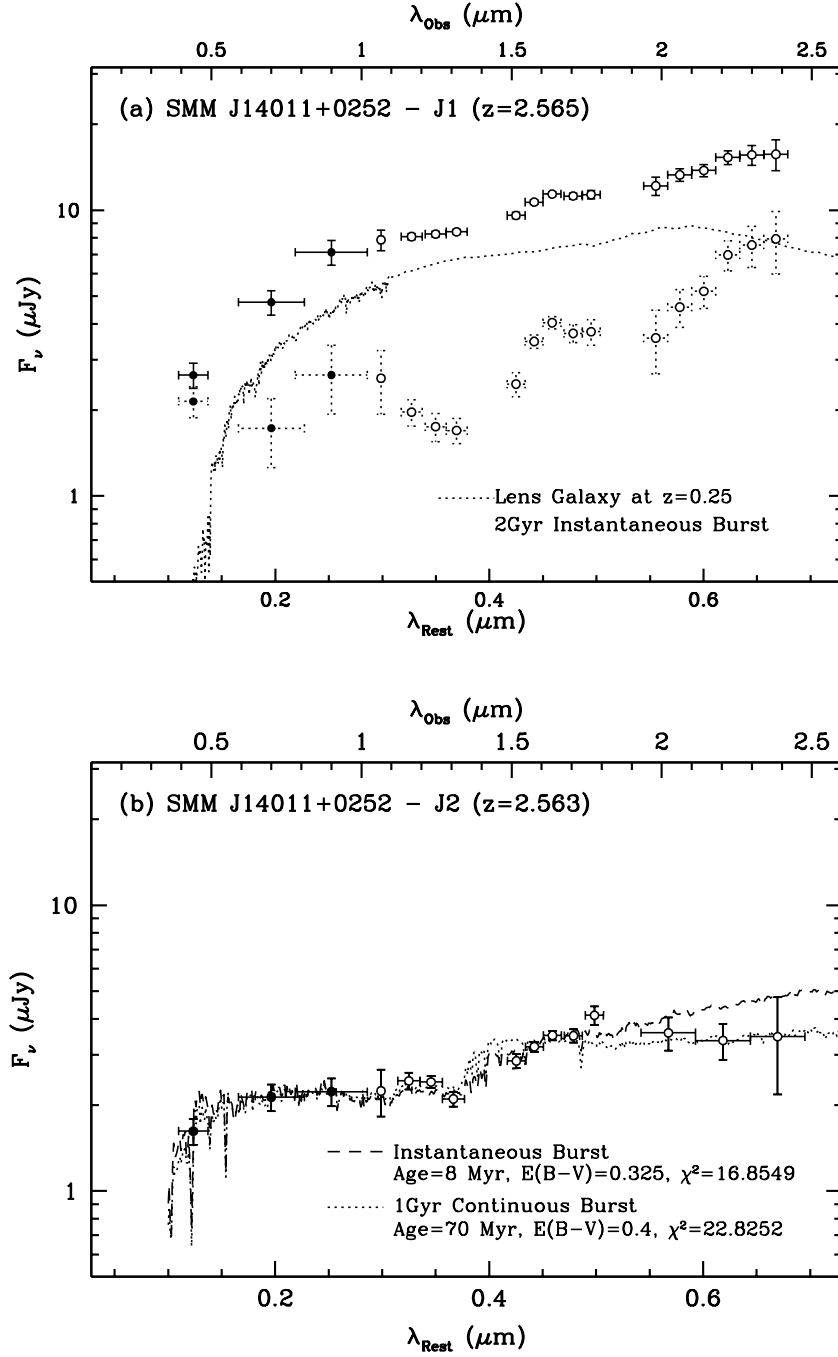 λObs (μm)
0.5 1 1.5 2 2.5
(a) SMM J14011+0252 − J1 (z=2.565)
10
Fν (μJy)
1
Lens Galaxy at z=0.25
2Gyr Instantaneous Burst
0.2 0.4 0.6
λRest (μm)
λObs (μm)
0.5 1 1.5 2 2.5
(b) SMM J14011+0252 − J2 (z=2.563)
10
Fν (μJy)
1
Instantaneous Burst
Age=8 Myr, E(B−V)=0.325, χ²=16.8549
1Gyr Continuous Burst
Age=70 Myr, E(B−V)=0.4, χ²=22.8252
0.2 0.4 0.6
λRest (μm)